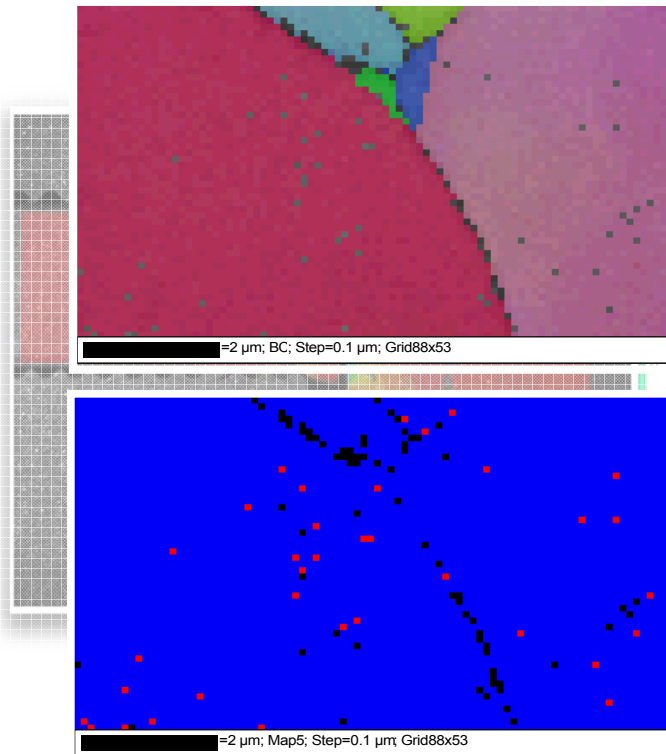 =2 µm; BC; Step=0.1 µm; Grid88x53
=2 µm; Map5; Step=0.1 µm; Grid88x53